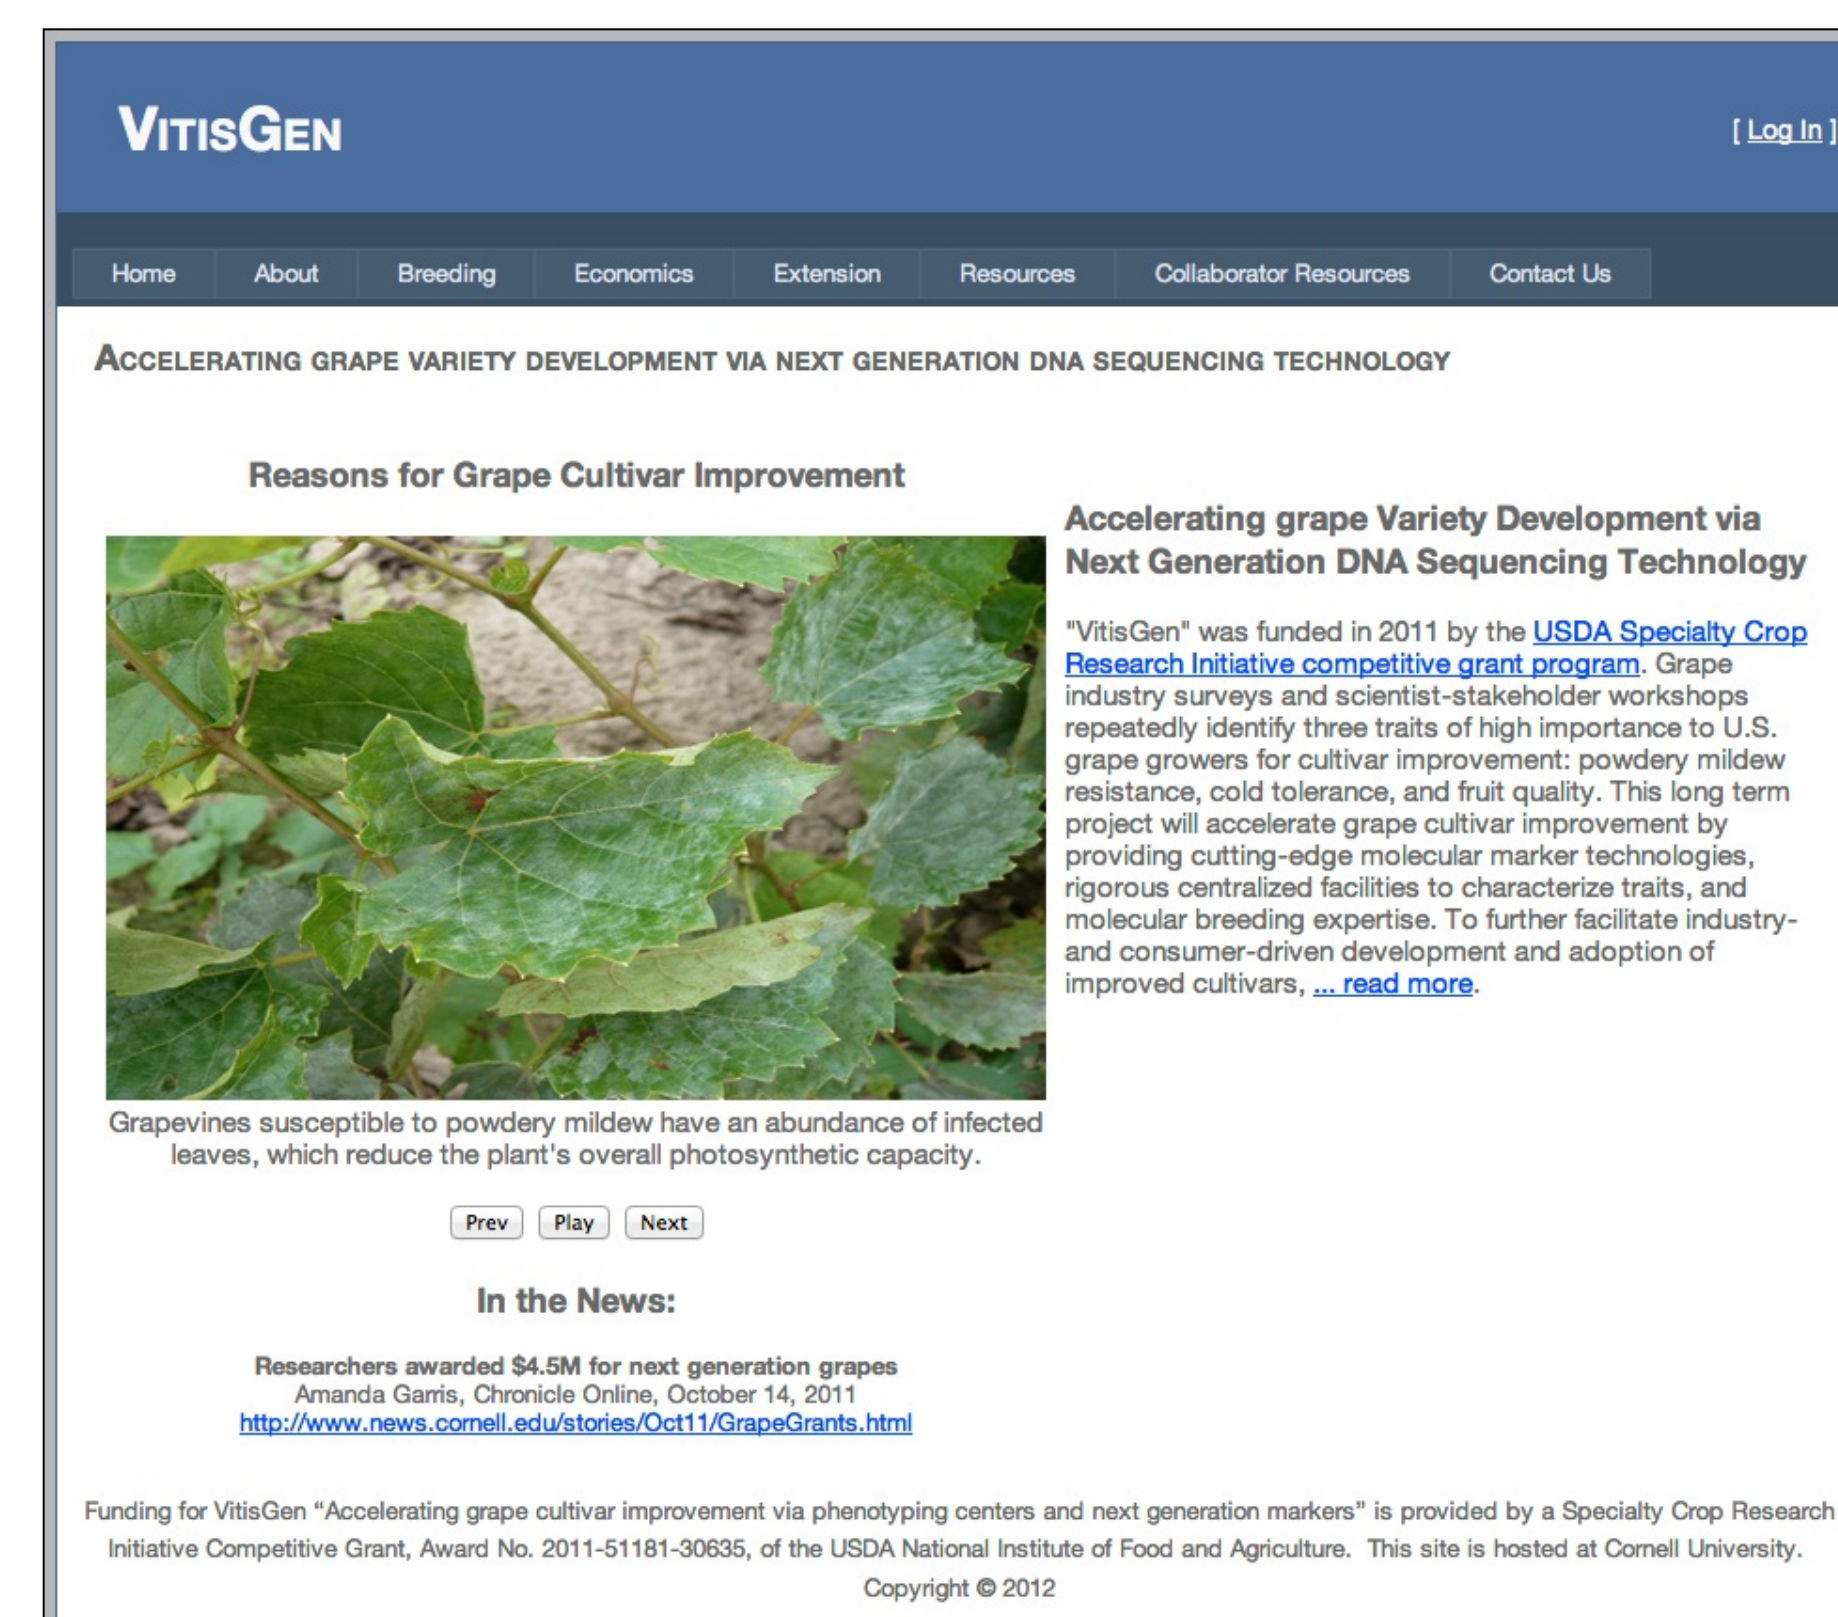 VitisGen
[ Log In ]
Home About Breeding Economics Extension Resources Collaborator Resources Contact Us
Accelerating grape variety development via next generation DNA sequencing technology
Reasons for Grape Cultivar Improvement
Grapevines susceptible to powdery mildew have an abundance of infected
leaves, which reduce the plant's overall photosynthetic capacity.
Prev Play Next
In the News:
Researchers awarded $4.5M for next generation grapes
Amanda Garris, Chronicle Online, October 14, 2011
http://www.news.cornell.edu/stories/Oct11/GrapeGrants.html
Accelerating grape Variety Development via
Next Generation DNA Sequencing Technology
"VitisGen" was funded in 2011 by the USDA Specialty Crop
Research Initiative competitive grant program. Grape
industry surveys and scientist-stakeholder workshops
repeatedly identify three traits of high importance to U.S.
grape growers for cultivar improvement: powdery mildew
resistance, cold tolerance, and fruit quality. This long term
project will accelerate grape cultivar improvement by
providing cutting-edge molecular marker technologies,
rigorous centralized facilities to characterize traits, and
molecular breeding expertise. To further facilitate industry-
and consumer-driven development and adoption of
improved cultivars, ... read more.
Funding for VitisGen “Accelerating grape cultivar improvement via phenotyping centers and next generation markers” is provided by a Specialty Crop Research
Initiative Competitive Grant, Award No. 2011-51181-30635, of the USDA National Institute of Food and Agriculture. This site is hosted at Cornell University.
Copyright © 2012